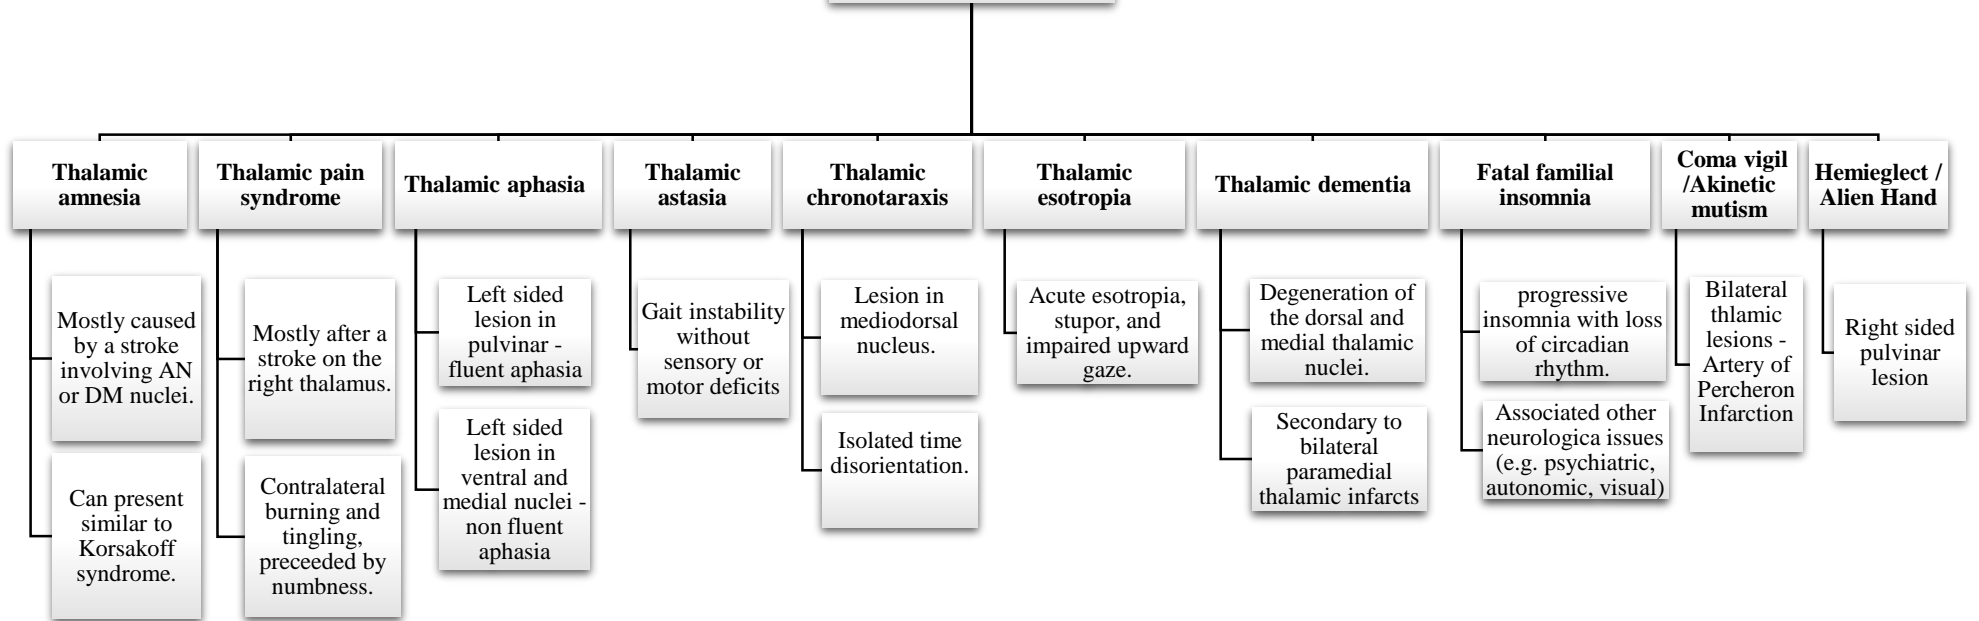 Thalamic
amnesia
Thalamic pain
syndrome
Thalamic aphasia
Thalamic
astasia
Thalamic
chronotaraxis
Thalamic
esotropia
Thalamic dementia
Fatal familial
insomnia
Coma vigil
/Akinetic
mutism
Hemieglect /
Alien Hand
Mostly caused
by a stroke
involving AN
or DM nuclei.
Can present
similar to
Korsakoff
syndrome.
Mostly after a
stroke on the
right thalamus.
Contralateral
burning and
tingling,
preceeded by
numbness.
Left sided
lesion in
pulvinar -
fluent aphasia
Left sided
lesion in
ventral and
medial nuclei -
non fluent
aphasia
Gait instability
without
sensory or
motor deficits
Lesion in
mediodorsal
nucleus.
Isolated time
disorientation.
Acute esotropia,
stupor, and
impaired upward
gaze.
Degeneration of
the dorsal and
medial thalamic
nuclei.
Secondary to
bilateral
paramedial
thalamic infarcts
progressive
insomnia with loss
of circadian
rhythm.
Associated other
neurologica issues
(e.g. psychiatric,
autonomic, visual)
Bilateral
thlamic
lesions -
Artery of
Percheron
Infarction
Right sided
pulvinar
lesion